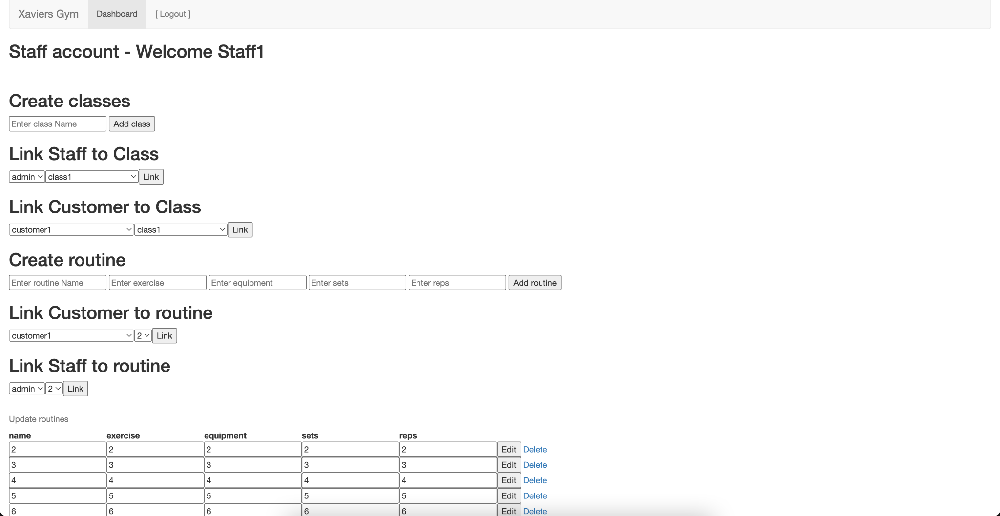 Xaviers Gym Dashboard [ Logout ]
Staff account - Welcome Staff1
Create classes
Enter class Name Add class
Link Staff to Class
admin class1 Link
Link Customer to Class
customer1 class1 Link
Create routine
Enter routine Name Enter exercise Enter equipment Enter sets Enter reps Add routine
Link Customer to routine
customer1 2 Link
Link Staff to routine
admin 2 Link
Update routines
name exercise equipment sets reps
2 2 2 2 2 Edit Delete
3 3 3 3 3 Edit Delete
4 4 4 4 4 Edit Delete
5 5 5 5 5 Edit Delete
6 6 6 6 6 Edit Delete